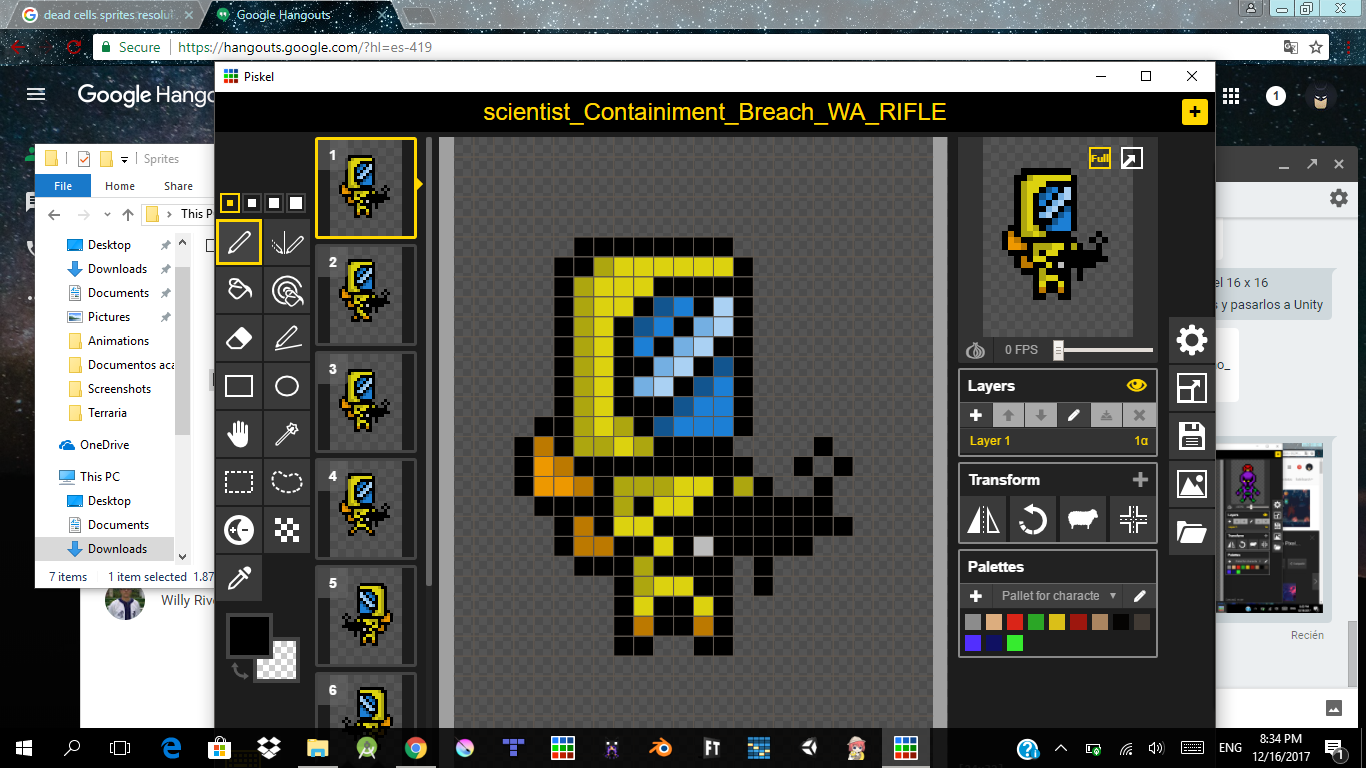 dead cells sprites resolu
Google Hangouts
Secure
https://hangouts.google.com/?hl=es-419
Google Hango
1
Piskel
scientist_Containiment_Breach_WA_RIFLE
Sprites
File Home Share
This P
Desktop
Downloads
Documents
Pictures
Animations
Documentos aca
Screenshots
Terraria
OneDrive
This PC
Desktop
Documents
Downloads
7 items 1 item selected 1.87
Willy Rive
1
2
3
4
5
6
Full
0 FPS
Layers
Layer 1 1α
Transform
Palettes
Pallet for characte
el 16 x 16
s y pasarlos a Unity
o_
Recién
ENG
8:34 PM
12/16/2017
1